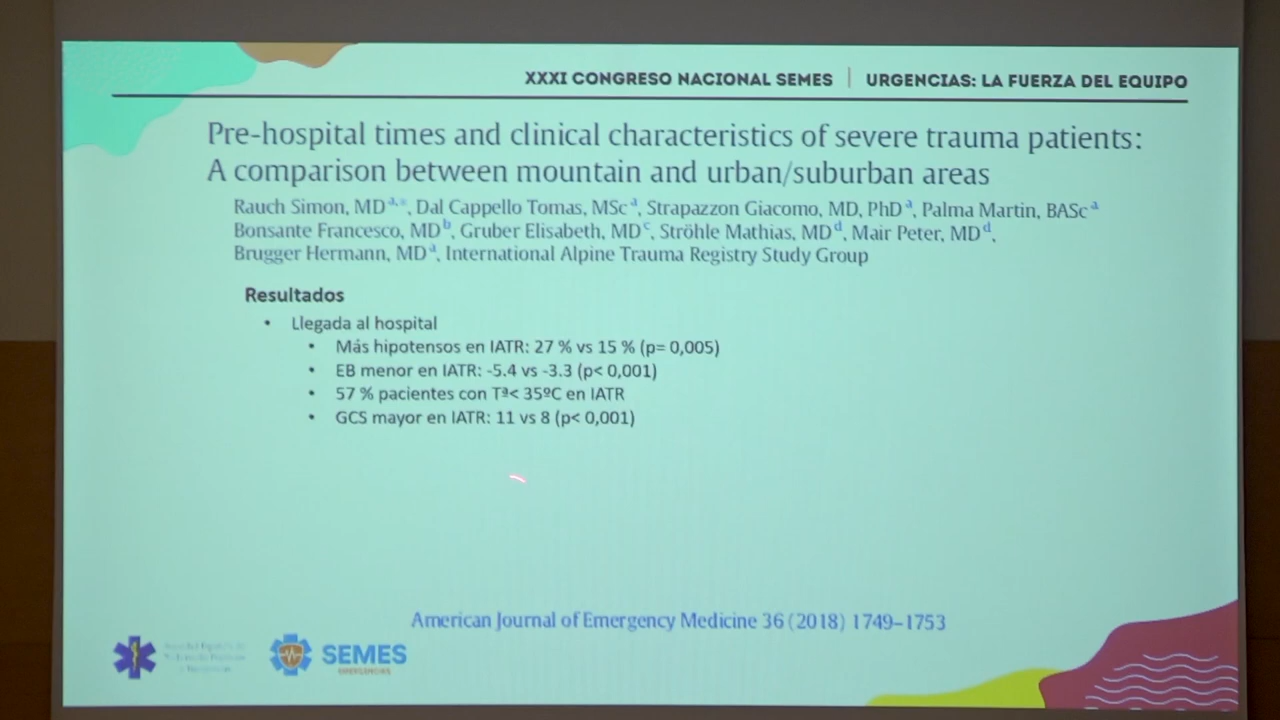 XXXI CONGRESO NACIONAL SEMES | URGENCIAS: LA FUERZA DEL EQUIPO
Pre-hospital times and clinical characteristics of severe trauma patients:
A comparison between mountain and urban/suburban areas
Rauch Simon, MD a,*, Dal Cappello Tomas, MSc a, Strapazzon Giacomo, MD, PhD a, Palma Martin, BASc a
Bonsante Francesco, MD b, Gruber Elisabeth, MD c, Ströhle Mathias, MD d, Mair Peter, MD d,
Brugger Hermann, MD a, International Alpine Trauma Registry Study Group
Resultados
• Llegada al hospital
• Más hipotensos en IATR: 27 % vs 15 % (p= 0,005)
• EB menor en IATR: -5.4 vs -3.3 (p< 0,001)
• 57 % pacientes con Tª< 35ºC en IATR
• GCS mayor en IATR: 11 vs 8 (p< 0,001)
American Journal of Emergency Medicine 36 (2018) 1749–1753
SEMES
EMERGENCIAS